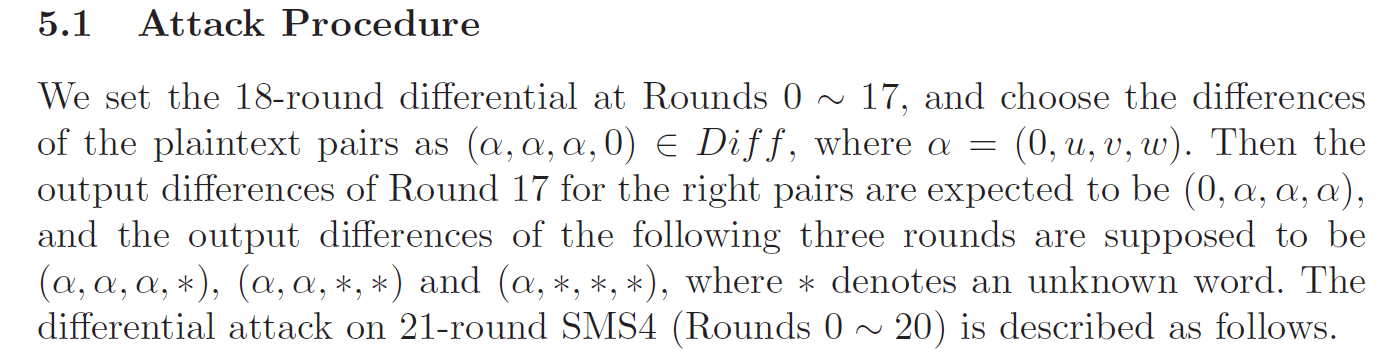 5.1 Attack Procedure
We set the 18-round differential at Rounds 0 ∼ 17, and choose the differences
of the plaintext pairs as (α, α, α, 0) ∈ Diff, where α = (0, u, v, w). Then the
output differences of Round 17 for the right pairs are expected to be (0, α, α, α),
and the output differences of the following three rounds are supposed to be
(α, α, α, ∗), (α, α, ∗, ∗) and (α, ∗, ∗, ∗), where ∗ denotes an unknown word. The
differential attack on 21-round SMS4 (Rounds 0 ∼ 20) is described as follows.